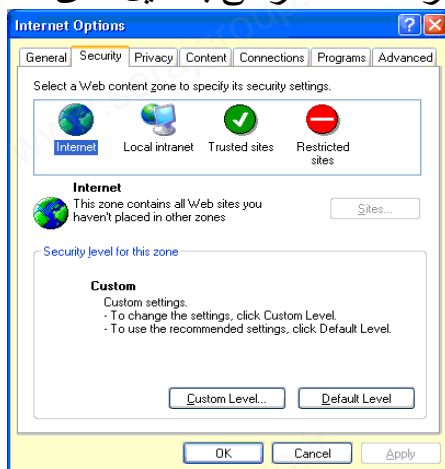 Internet Options
General Security Privacy Content Connections Programs Advanced
Select a Web content zone to specify its security settings.
Internet Local intranet Trusted sites Restricted sites
Internet
This zone contains all Web sites you haven't placed in other zones
Sites...
Security level for this zone
Custom
Custom settings.
- To change the settings, click Custom Level.
- To use the recommended settings, click Default Level.
Custom Level... Default Level
OK Cancel Apply